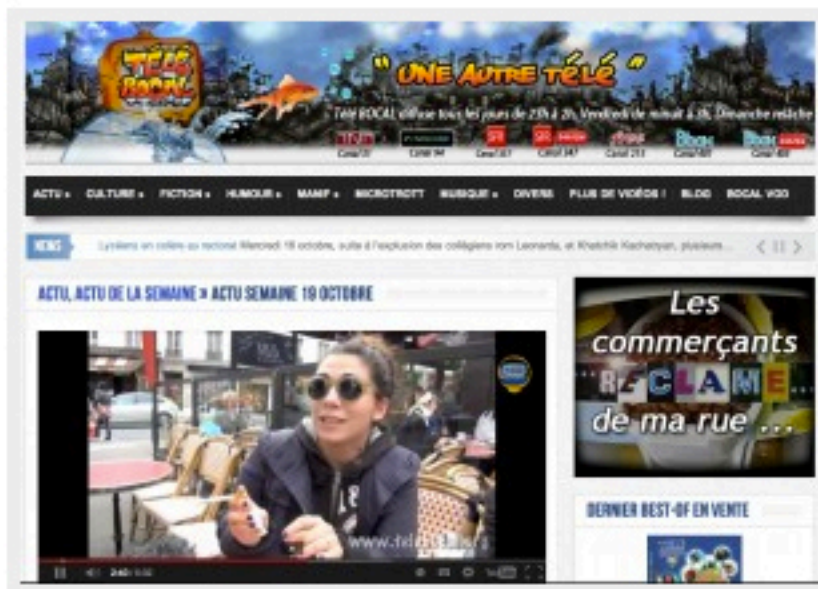 TÉLÉ
BOCAL
" UNE AUTRE TÉLÉ "
Télé BOCAL diffuse tous les jours de 23h à 2h, Vendredi de minuit à 3h, Dimanche relâche
ACTU » CULTURE » FICTION » HUMOUR » MANIF » MICROTROTT MUSIQUE » DIVERS PLUS DE VIDÉOS ! BLOG BOCAL VOD
NEWS Lycéens en colère au rectorat Mercredi 16 octobre, suite à l'expulsion des collégiens rom Leonarda, et Khatchik Kachatryan, plusieurs...
ACTU, ACTU DE LA SEMAINE » ACTU SEMAINE 19 OCTOBRE
Les
commerçants
...RECLAME...
de ma rue ...
DERNIER BEST-OF EN VENTE